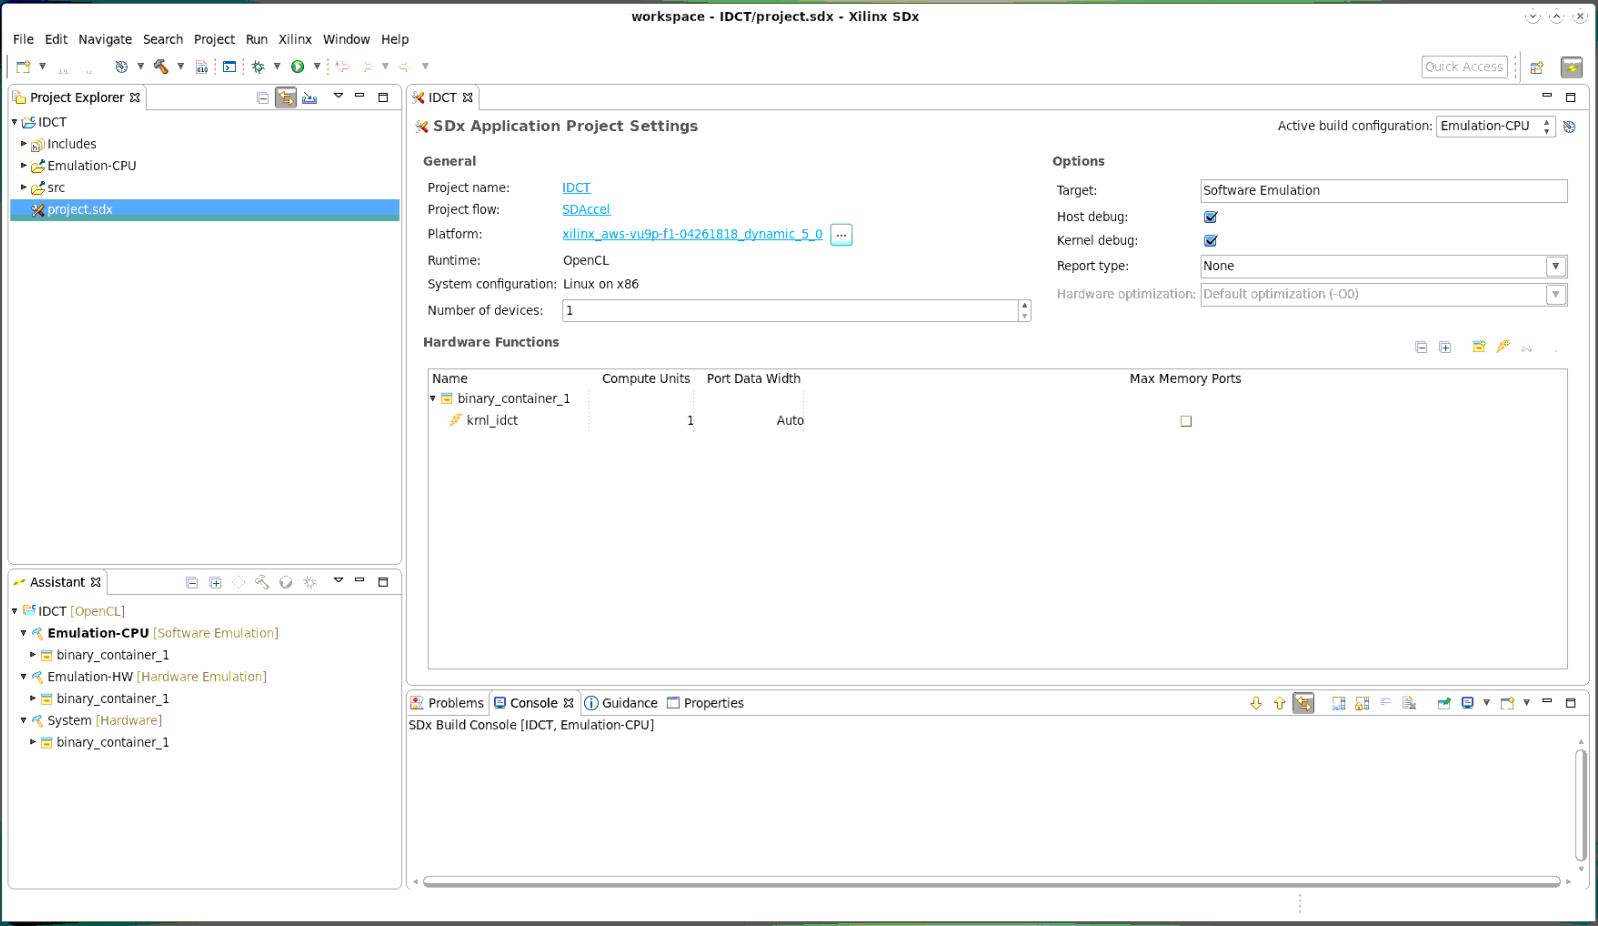 workspace - IDCT/project.sdx - Xilinx SDx
File Edit Navigate Search Project Run Xilinx Window Help
010
Quick Access
Project Explorer
IDCT
Includes
Emulation-CPU
src
project.sdx
IDCT
SDx Application Project Settings
Active build configuration: Emulation-CPU
General
Project name: IDCT
Project flow: SDAccel
Platform: xilinx_aws-vu9p-f1-04261818_dynamic_5_0 ...
Runtime: OpenCL
System configuration: Linux on x86
Number of devices: 1
Options
Target: Software Emulation
Host debug:
Kernel debug:
Report type: None
Hardware optimization: Default optimization (-O0)
Hardware Functions
Name Compute Units Port Data Width Max Memory Ports
binary_container_1
krnl_idct 1 Auto
Assistant
IDCT [OpenCL]
Emulation-CPU [Software Emulation]
binary_container_1
Emulation-HW [Hardware Emulation]
binary_container_1
System [Hardware]
binary_container_1
Problems Console Guidance Properties
SDx Build Console [IDCT, Emulation-CPU]